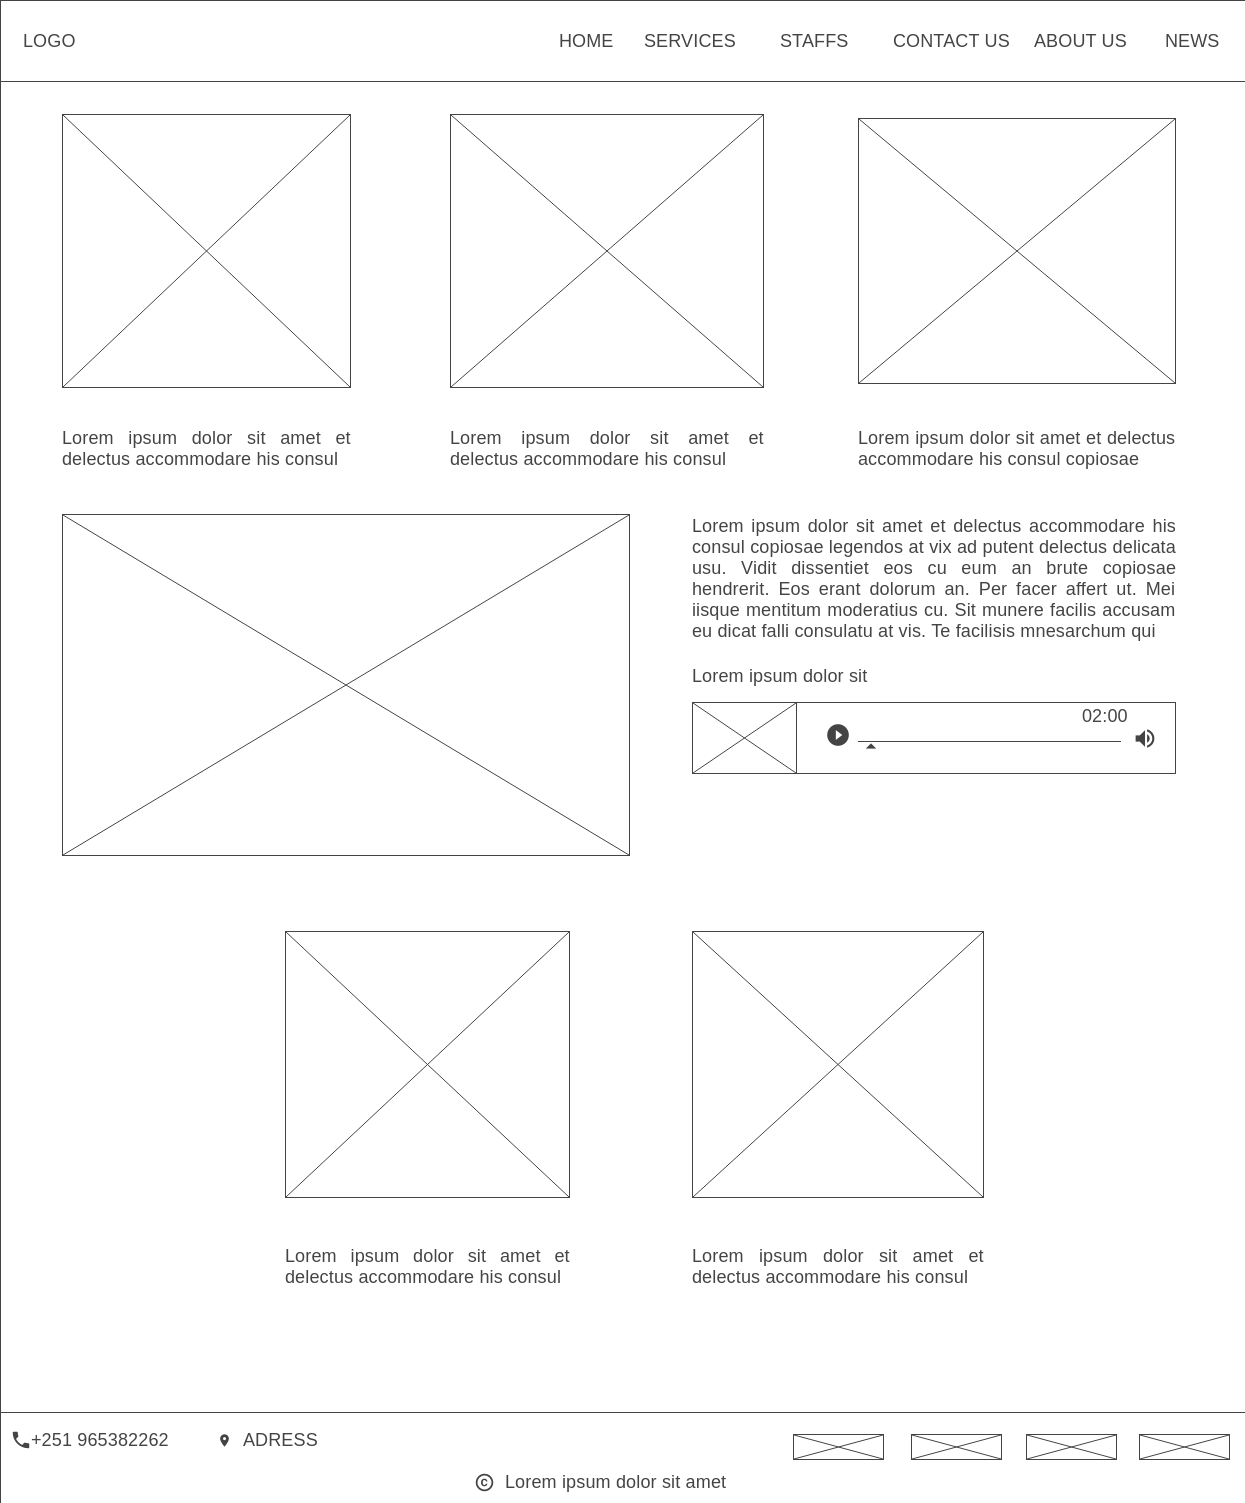 LOGO HOME SERVICES STAFFS CONTACT US ABOUT US NEWS
Lorem ipsum dolor sit amet et
delectus accommodare his consul
Lorem ipsum dolor sit amet et
delectus accommodare his consul
Lorem ipsum dolor sit amet et delectus
accommodare his consul copiosae
Lorem ipsum dolor sit amet et delectus accommodare his
consul copiosae legendos at vix ad putent delectus delicata
usu. Vidit dissentiet eos cu eum an brute copiosae
hendrerit. Eos erant dolorum an. Per facer affert ut. Mei
iisque mentitum moderatius cu. Sit munere facilis accusam
eu dicat falli consulatu at vis. Te facilisis mnesarchum qui
Lorem ipsum dolor sit
02:00
Lorem ipsum dolor sit amet et
delectus accommodare his consul
Lorem ipsum dolor sit amet et
delectus accommodare his consul
+251 965382262 ADRESS
© Lorem ipsum dolor sit amet